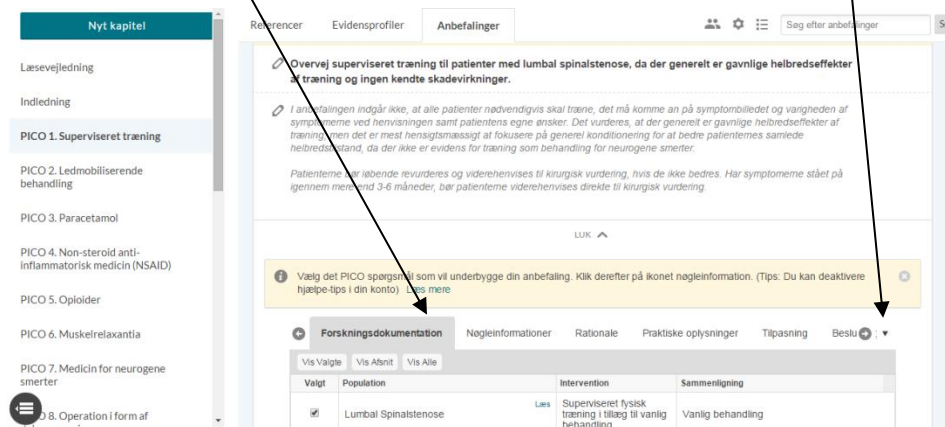 Nyt kapitel
Læsevejledning
Indledning
PICO 1. Superviseret træning
PICO 2. Ledmobiliserende
behandling
PICO 3. Paracetamol
PICO 4. Non-steroid anti-
inflammatorisk medicin (NSAID)
PICO 5. Opioider
PICO 6. Muskelrelaxantia
PICO 7. Medicin for neurogene
smerter
8. Operation i form af
Referencer Evidensprofiler Anbefalinger Søg efter anbefalinger S
Overvej superviseret træning til patienter med lumbal spinalstenose, da der generelt er gavnlige helbredseffekter
af træning og ingen kendte skadevirkninger.
I anbefalingen indgår ikke, at alle patienter nødvendigvis skal træne, det må komme an på symptombilledet og varigheden af
symptomerne ved henvisningen samt patientens egne ønsker. Det vurderes, at der generelt er gavnlige helbredseffekter af
træning, men det er mest hensigtsmæssigt at fokusere på generel konditionering for at bedre patienternes samlede
helbredstilstand, da der ikke er evidens for træning som behandling for neurogene smerter.
Patienterne bør løbende revurderes og viderehenvises til kirurgisk vurdering, hvis de ikke bedres. Har symptomerne stået på
igennem mere end 3-6 måneder, bør patienterne viderehenvises direkte til kirurgisk vurdering.
LUK
Vælg det PICO spørgsmål som vil underbygge din anbefaling. Klik derefter på ikonet nøgleinformation. (Tips: Du kan deaktivere
hjælpe-tips i din konto) Læs mere
Forskningsdokumentation Nøgleinformationer Rationale Praktiske oplysninger Tilpasning Beslu
Vis Valgte Vis Afsnit Vis Alle
Valgt Population Intervention Sammenligning
Lumbal Spinalstenose Læs Superviseret fysisk
træning i tillæg til vanlig Vanlig behandling
behandling